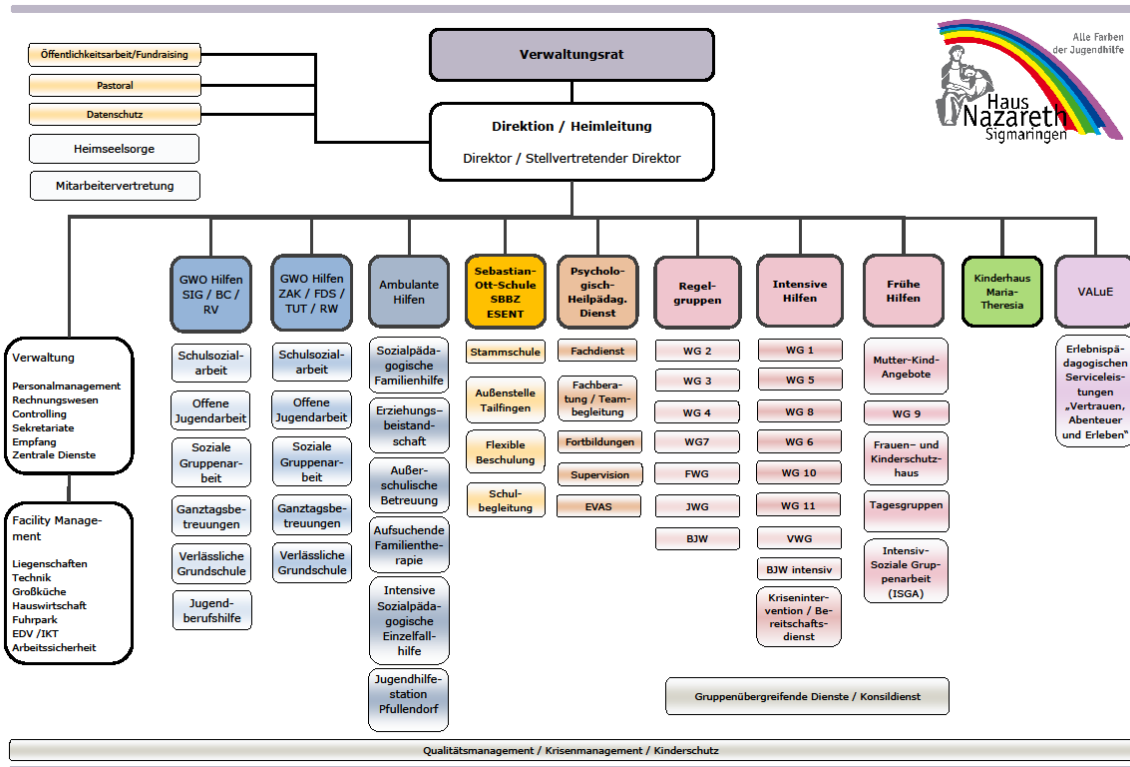 Öffentlichkeitsarbeit/Fundraising
Pastoral
Datenschutz
Heimseelsorge
Mitarbeitervertretung
Verwaltungsrat
Direktion / Heimleitung
Direktor / Stellvertretender Direktor
Alle Farben
der Jugendhilfe
Haus
Nazareth
Sigmaringen
Verwaltung
Personalmanagement
Rechnungswesen
Controlling
Sekretariate
Empfang
Zentrale Dienste
Facility Manage-
ment
Liegenschaften
Technik
Großküche
Hauswirtschaft
Fuhrpark
EDV /IKT
Arbeitssicherheit
GWO Hilfen
SIG / BC /
RV
Schulsozial-
arbeit
Offene
Jugendarbeit
Soziale
Gruppenar-
beit
Ganztagsbe-
treuungen
Verlässliche
Grundschule
Jugend-
berufshilfe
GWO Hilfen
ZAK / FDS /
TUT / RW
Schulsozial-
arbeit
Offene
Jugendarbeit
Soziale
Gruppenar-
beit
Ganztagsbe-
treuungen
Verlässliche
Grundschule
Ambulante
Hilfen
Sozialpäda-
gogische
Familienhilfe
Erziehungs-
beistand-
schaft
Außer-
schulische
Betreuung
Aufsuchende
Familienthe-
rapie
Intensive
Sozialpäda-
gogische
Einzelfall-
hilfe
Jugendhilfe-
station
Pfullendorf
Sebastian-
Ott-Schule
SBBZ
ESENT
Stammschule
Außenstelle
Tailfingen
Flexible
Beschulung
Schul-
begleitung
Psycholo-
gisch-
Heilpädag.
Dienst
Fachdienst
Fachbera-
tung / Team-
begleitung
Fortbildungen
Supervision
EVAS
Regel-
gruppen
WG 2
WG 3
WG 4
WG7
FWG
JWG
BJW
Intensive
Hilfen
WG 1
WG 5
WG 8
WG 6
WG 10
WG 11
VWG
BJW intensiv
Kriseninter-
vention / Be-
reitschafts-
dienst
Frühe
Hilfen
Mutter-Kind-
Angebote
WG 9
Frauen- und
Kinderschutz-
haus
Tagesgruppen
Intensiv-
Soziale Grup-
penarbeit
(ISGA)
Kinderhaus
Maria-
Theresia
VALuE
Erlebnispä-
dagogischen
Serviceleis-
tungen
„Vertrauen,
Abenteuer
und Erleben“
Gruppenübergreifende Dienste / Konsildienst
Qualitätsmanagement / Krisenmanagement / Kinderschutz